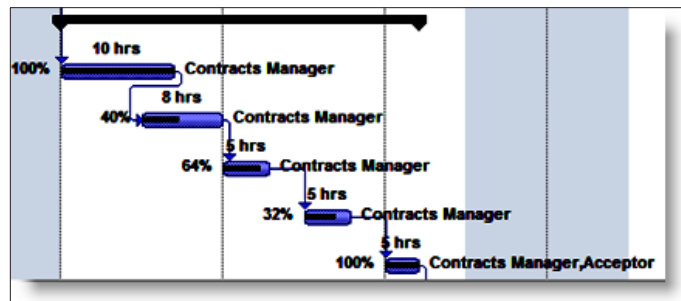 10 hrs
100% Contracts Manager
8 hrs
40% Contracts Manager
5 hrs
64% Contracts Manager
5 hrs
32% Contracts Manager
5 hrs
100% Contracts Manager,Acceptor